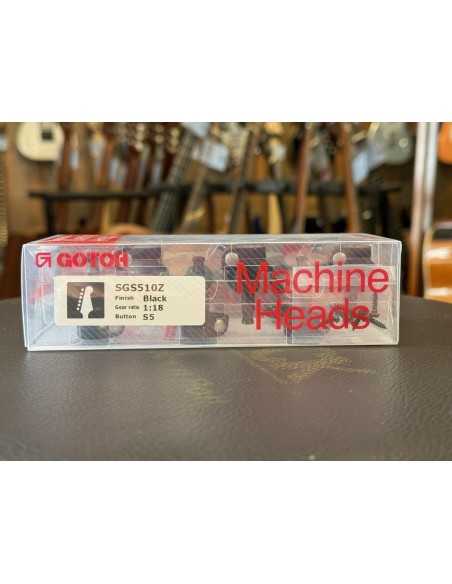 GOTOH
SGS510Z
Finish Black
Gear ratio 1:18
Button S5
Machine
Heads